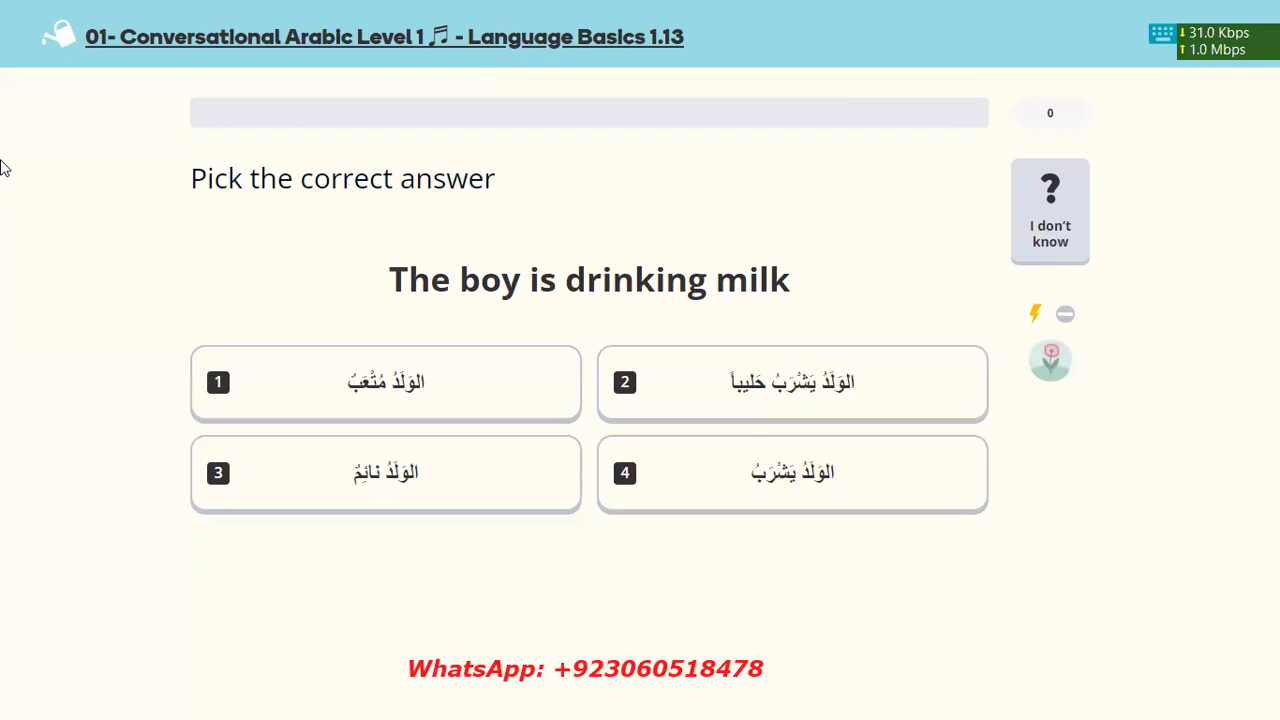 01- Conversational Arabic Level 1 🎵 - Language Basics 1.13
31.0 Kbps
1.0 Mbps
0
Pick the correct answer
?
I don't
know
The boy is drinking milk
1 الوَلَدُ مُتْعَبٌ
2 الوَلَدُ يَشْرَبُ حَليباً
3 الوَلَدُ نائِمٌ
4 الوَلَدُ يَشْرَبُ
WhatsApp: +923060518478